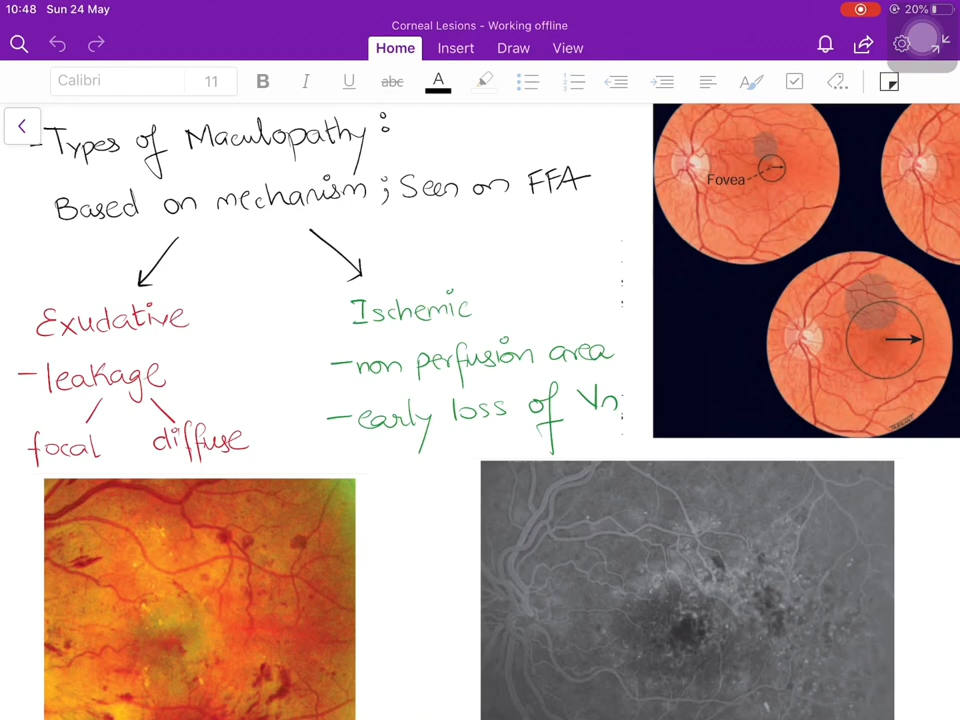 10:48 Sun 24 May
20%
Corneal Lesions - Working offline
Home Insert Draw View
Calibri 11 B I U abc A
- Types of Maculopathy :
Based on mechanism ; Seen on FFA
Exudative
- leakage
focal diffuse
Ischemic
- non perfusion area
- early loss of Vn
Fovea